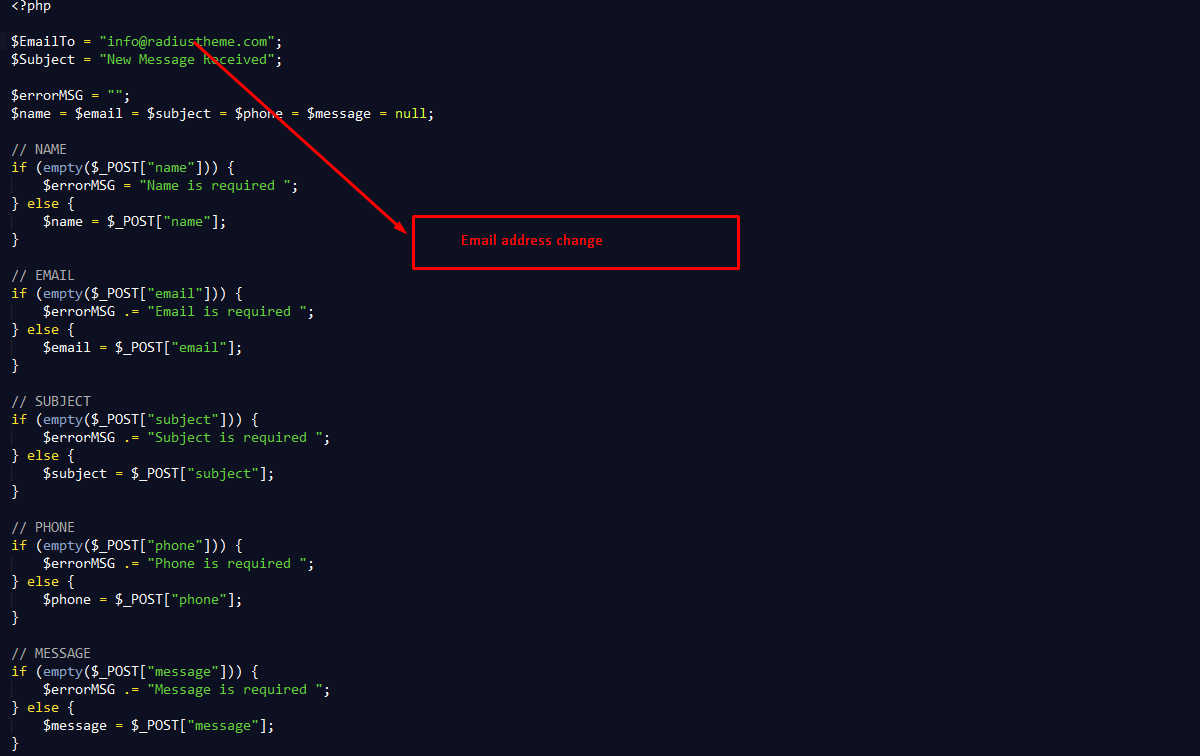 <?php
$EmailTo = "info@radiustheme.com";
$Subject = "New Message Received";
$errorMSG = "";
$name = $email = $subject = $phone = $message = null;
// NAME
if (empty($_POST["name"])) {
    $errorMSG = "Name is required ";
} else {
    $name = $_POST["name"];
}
Email address change
// EMAIL
if (empty($_POST["email"])) {
    $errorMSG .= "Email is required ";
} else {
    $email = $_POST["email"];
}
// SUBJECT
if (empty($_POST["subject"])) {
    $errorMSG .= "Subject is required ";
} else {
    $subject = $_POST["subject"];
}
// PHONE
if (empty($_POST["phone"])) {
    $errorMSG .= "Phone is required ";
} else {
    $phone = $_POST["phone"];
}
// MESSAGE
if (empty($_POST["message"])) {
    $errorMSG .= "Message is required ";
} else {
    $message = $_POST["message"];
}